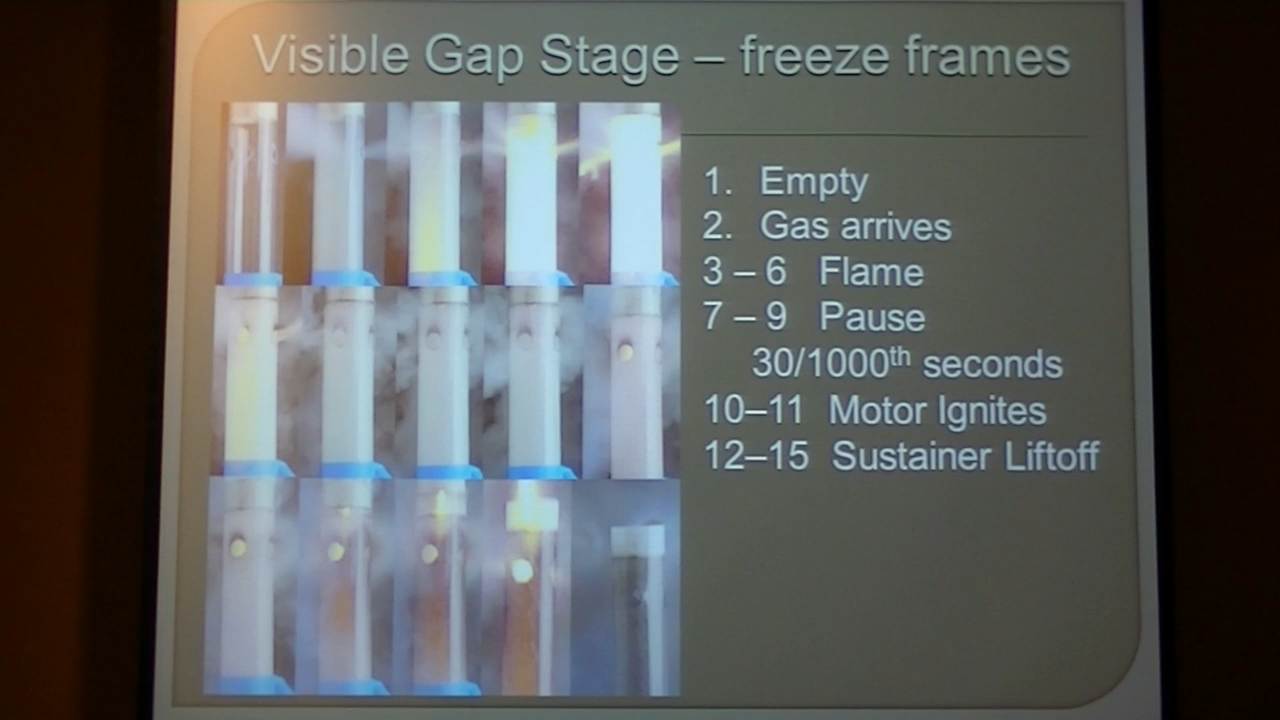 Visible Gap Stage – freeze frames
1. Empty
2. Gas arrives
3 – 6 Flame
7 – 9 Pause
30/1000th seconds
10–11 Motor Ignites
12–15 Sustainer Liftoff